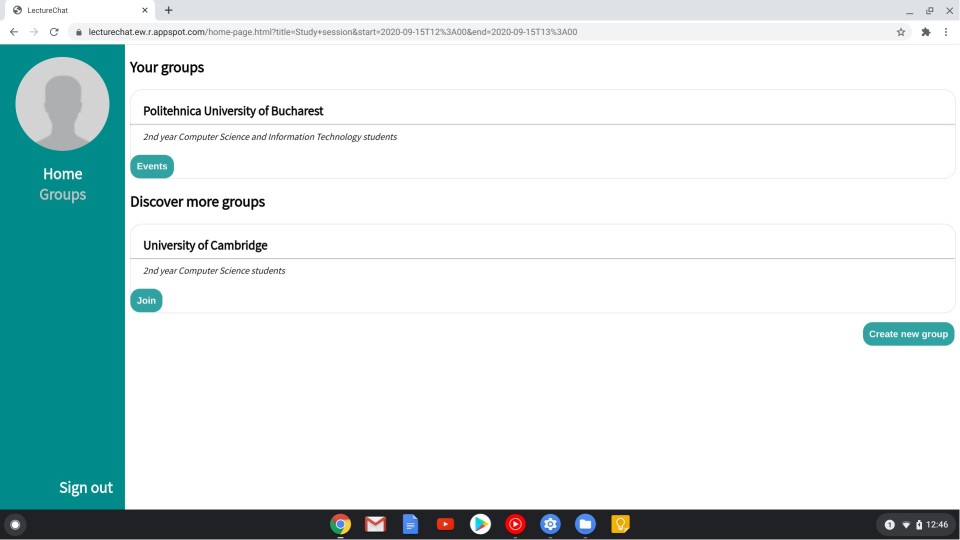 LectureChat
lecturechat.ew.r.appspot.com/home-page.html?title=Study+session&start=2020-09-15T12%3A00&end=2020-09-15T13%3A00
Home
Groups
Sign out
Your groups
Politehnica University of Bucharest
2nd year Computer Science and Information Technology students
Events
Discover more groups
University of Cambridge
2nd year Computer Science students
Join
Create new group
1
12:46